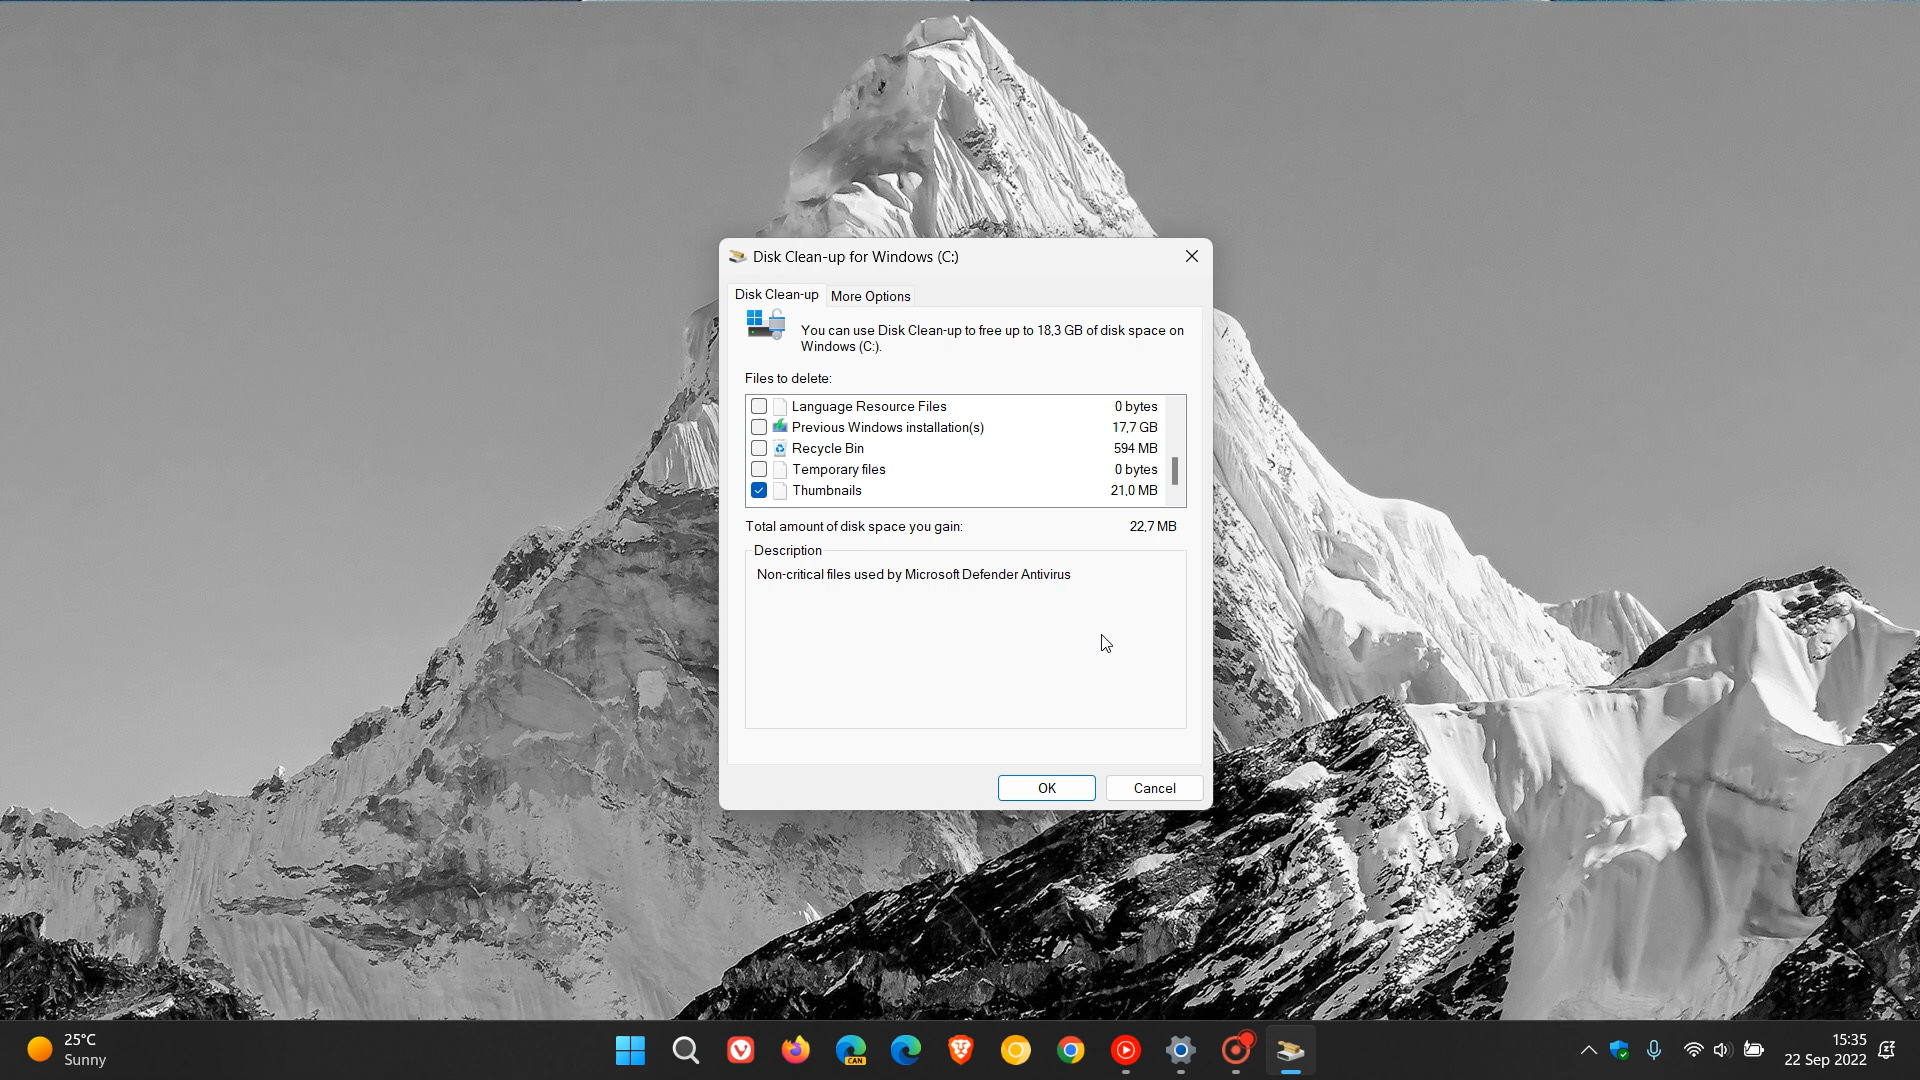 Disk Clean-up for Windows (C:)
Disk Clean-up
More Options
You can use Disk Clean-up to free up to 18,3 GB of disk space on
Windows (C:).
Files to delete:
Language Resource Files 0 bytes
Previous Windows installation(s) 17,7 GB
Recycle Bin 594 MB
Temporary files 0 bytes
Thumbnails 21,0 MB
Total amount of disk space you gain: 22,7 MB
Description
Non-critical files used by Microsoft Defender Antivirus
OK
Cancel
25°C
Sunny
CAN
15:35
22 Sep 2022